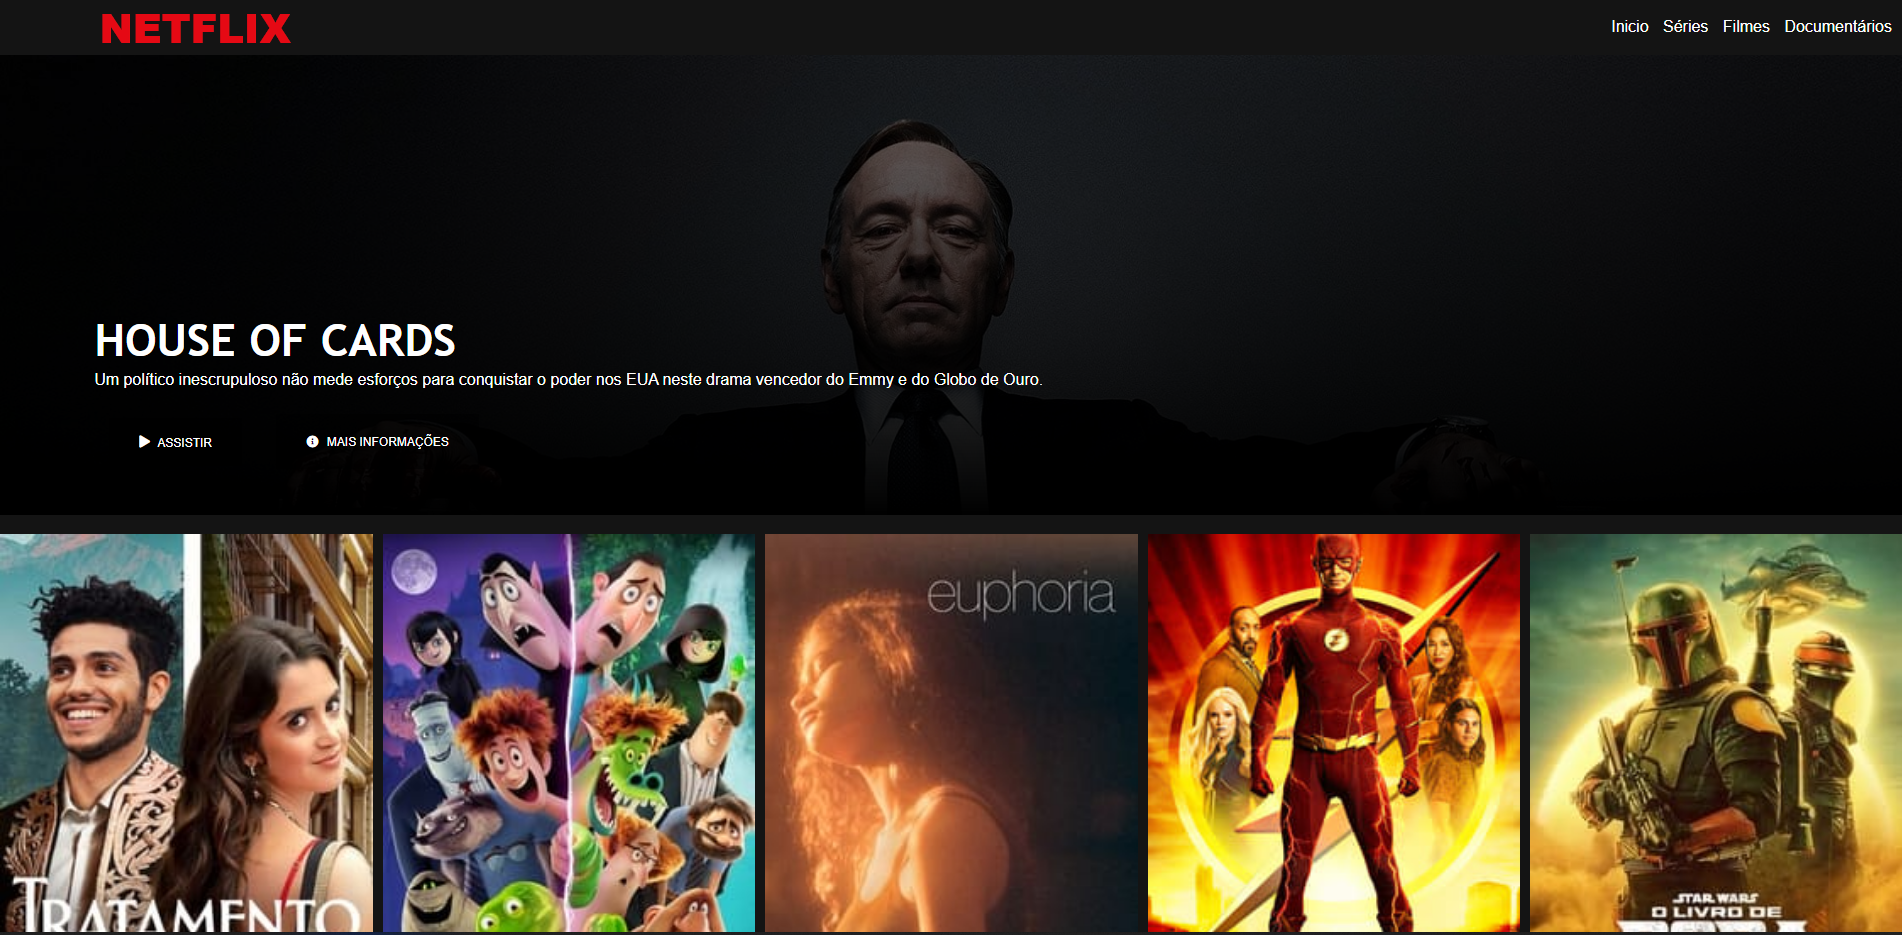 NETFLIX
Inicio Séries Filmes Documentários
HOUSE OF CARDS
Um político inescrupuloso não mede esforços para conquistar o poder nos EUA neste drama vencedor do Emmy e do Globo de Ouro.
ASSISTIR MAIS INFORMAÇÕES
euphoria
TRATAMENTO
STAR WARS
O LIVRO DE